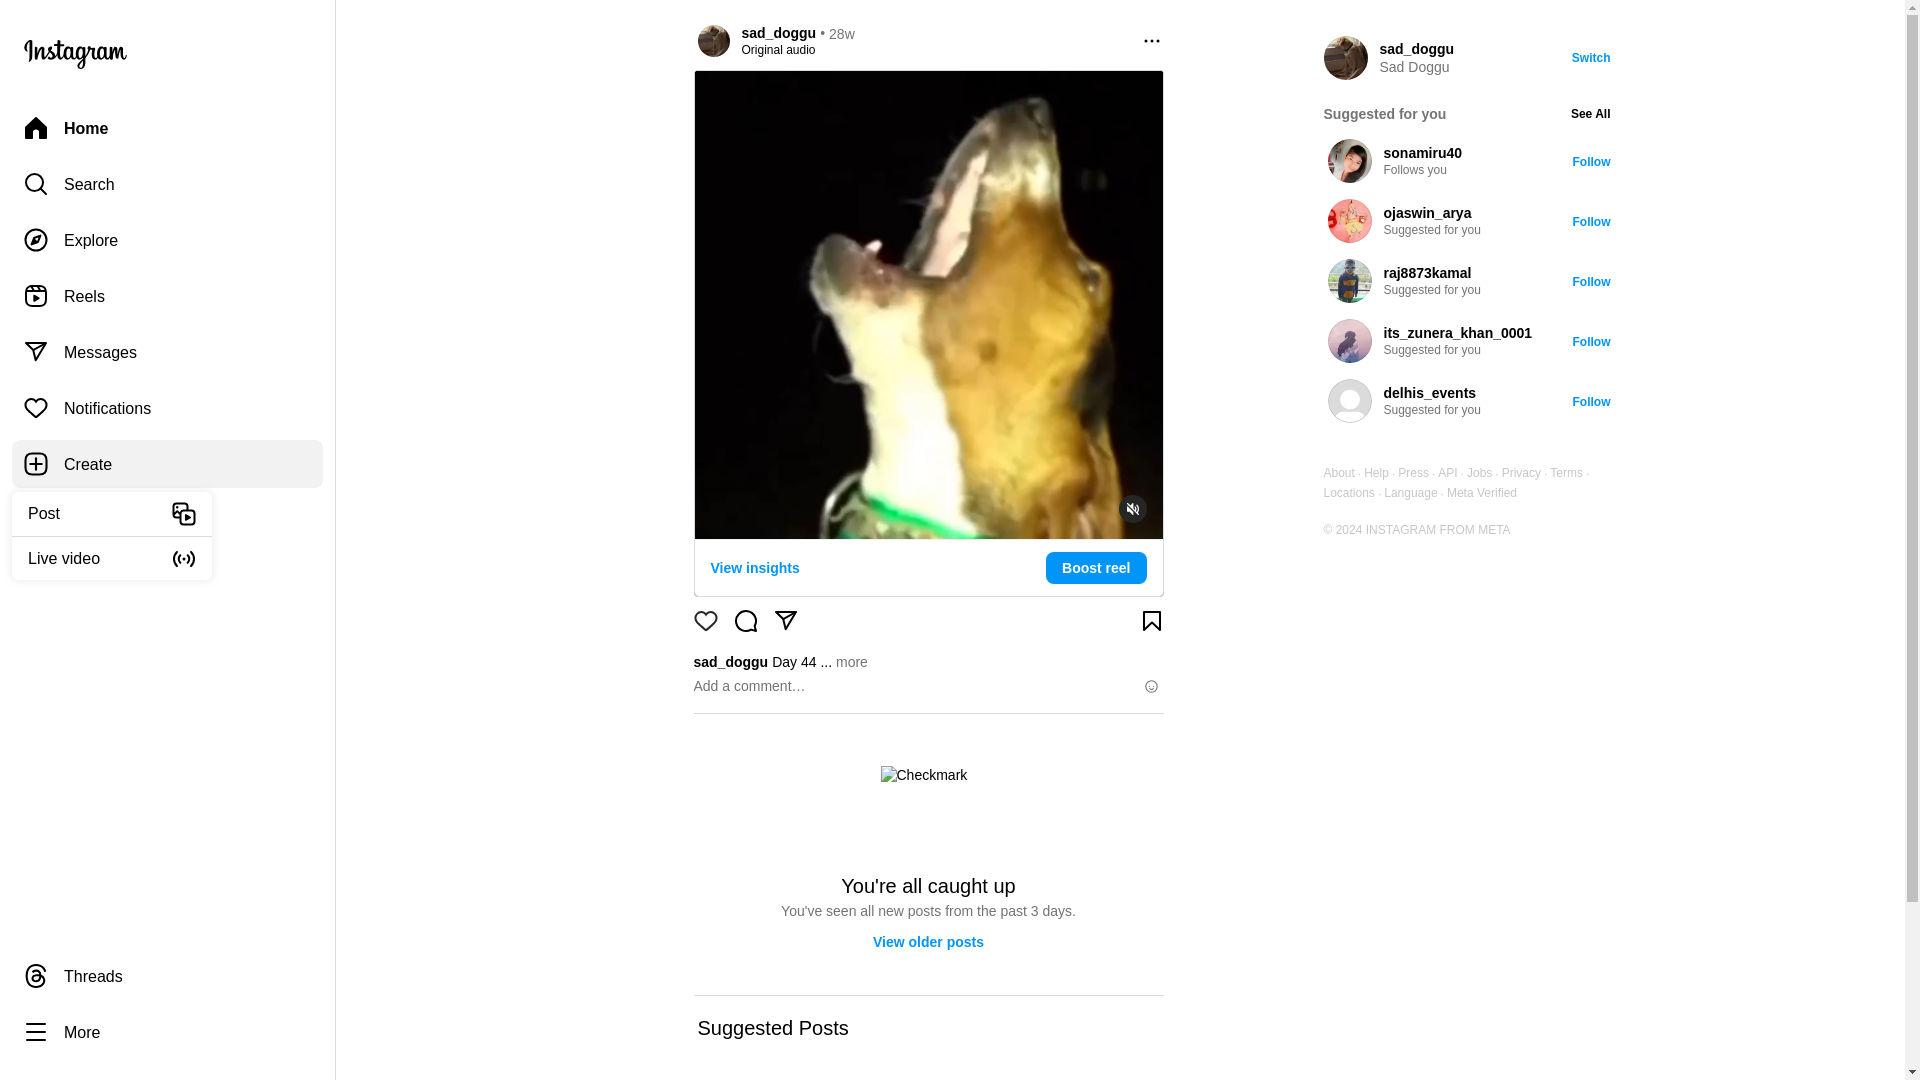 Instagram
Home
Search
Explore
Reels
Messages
Notifications
Create
Post
Live video
Threads
More
sad_doggu • 28w
Original audio
View insights
Boost reel
sad_doggu Day 44 ... more
Add a comment…
Checkmark
You're all caught up
You've seen all new posts from the past 3 days.
View older posts
Suggested Posts
sad_doggu
Sad Doggu
Switch
Suggested for you
See All
sonamiru40
Follows you
Follow
ojaswin_arya
Suggested for you
Follow
raj8873kamal
Suggested for you
Follow
its_zunera_khan_0001
Suggested for you
Follow
delhis_events
Suggested for you
Follow
About · Help · Press · API · Jobs · Privacy · Terms ·
Locations · Language · Meta Verified
© 2024 INSTAGRAM FROM META